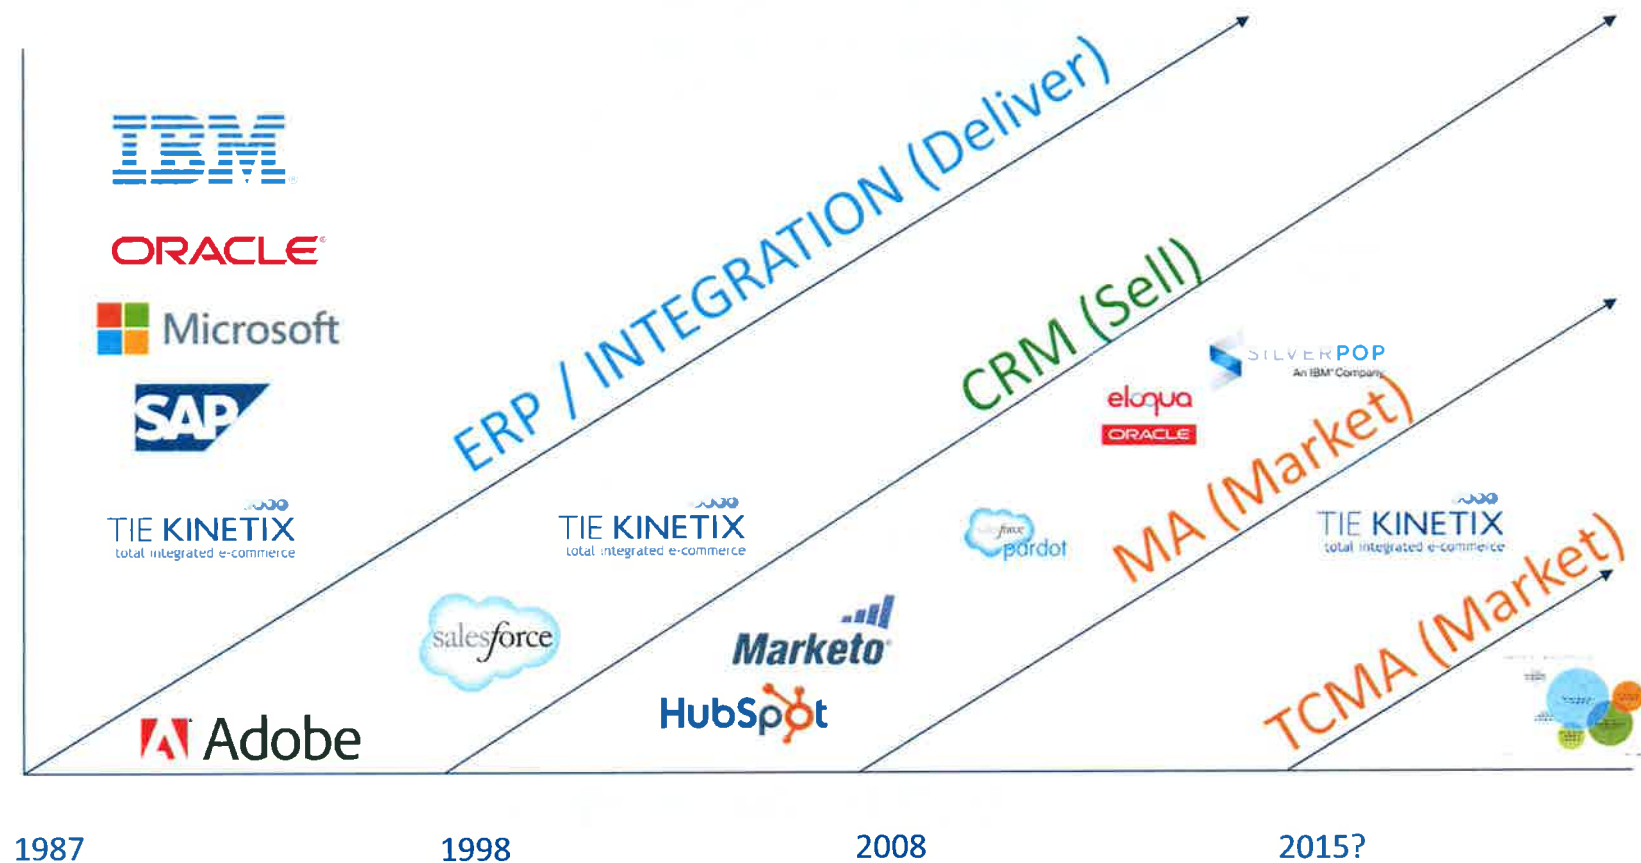 IBM
ORACLE
Microsoft
SAP
TIE KINETIX
total integrated e-commerce
Adobe
ERP / INTEGRATION (Deliver)
TIE KINETIX
total integrated e-commerce
salesforce
CRM (Sell)
Marketo
HubSpot
SILVERPOP
An IBM Company
eloqua
ORACLE
salesforce
pardot
MA (Market)
TIE KINETIX
total integrated e-commerce
TCMA (Market)
1987
1998
2008
2015?